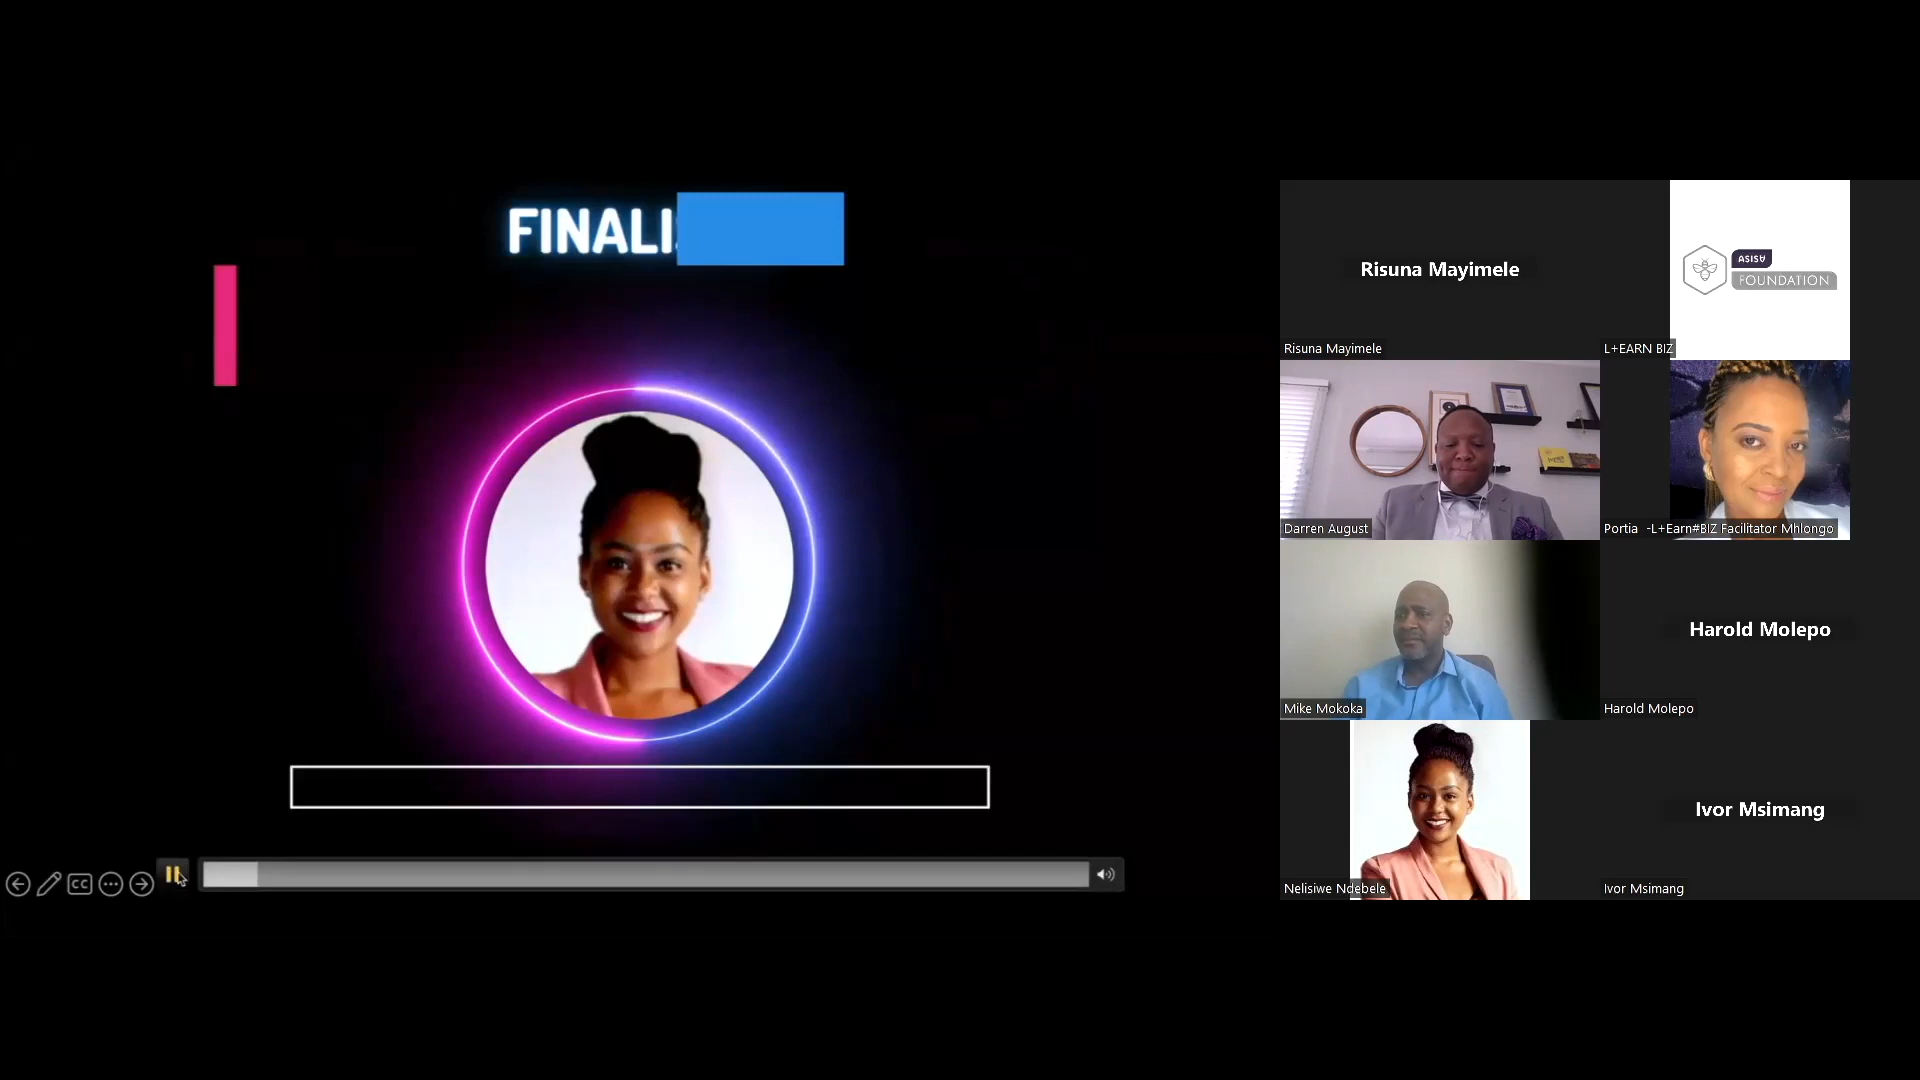 FINALI
Risuna Mayimele
Risuna Mayimele
ASISA
FOUNDATION
L+EARN BIZ
Darren August
Portia -L+Earn#BIZ Facilitator Mhlongo
Mike Mokoka
Harold Molepo
Harold Molepo
Nelisiwe Ndebele
Ivor Msimang
Ivor Msimang
CC